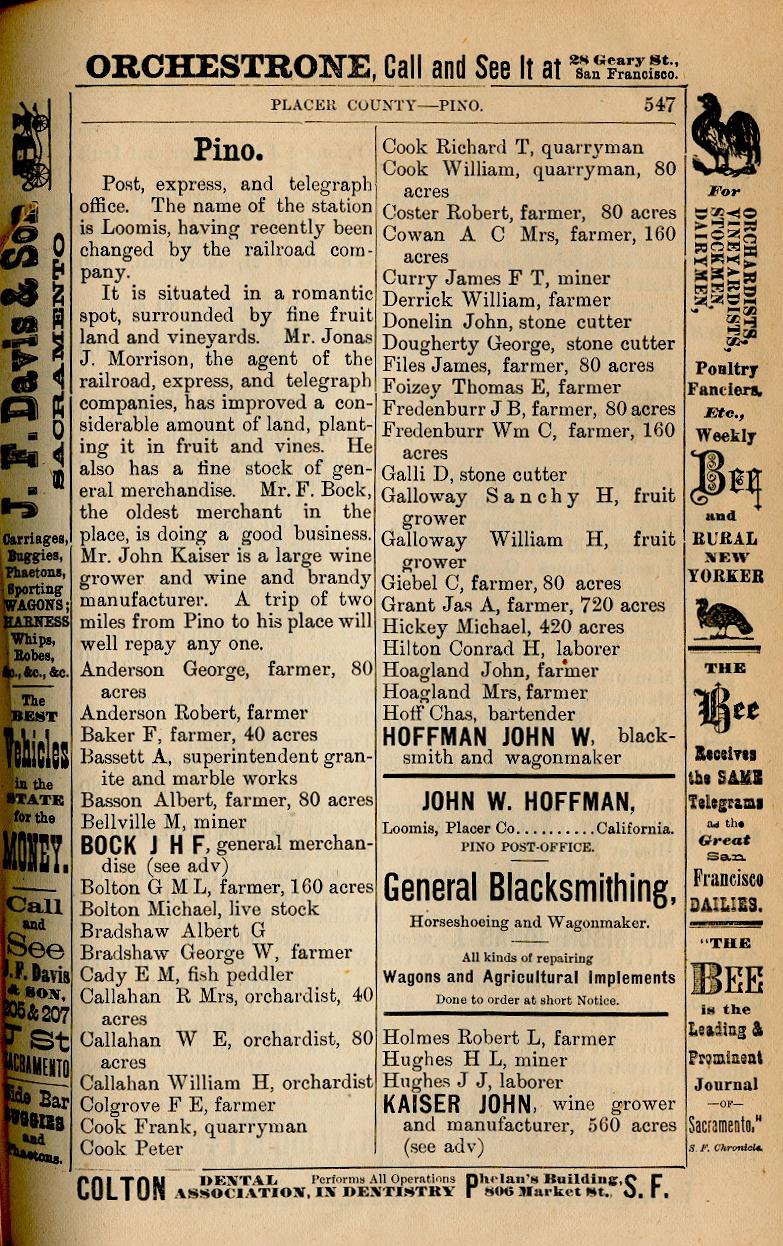 ORCHESTRONE, Call and See It at 28 Geary St., San Francisco.
PLACER COUNTY—PINO. 547
Pino.
Post, express, and telegraph
office. The name of the station
is Loomis, having recently been
changed by the railroad com-
pany.
It is situated in a romantic
spot, surrounded by fine fruit
land and vineyards. Mr. Jonas
J. Morrison, the agent of the
railroad, express, and telegraph
companies, has improved a con-
siderable amount of land, plant-
ing it in fruit and vines. He
also has a fine stock of gen-
eral merchandise. Mr. F. Bock,
the oldest merchant in the
place, is doing a good business.
Mr. John Kaiser is a large wine
grower and wine and brandy
manufacturer. A trip of two
miles from Pino to his place will
well repay any one.
Anderson George, farmer, 80
acres
Anderson Robert, farmer
Baker F, farmer, 40 acres
Bassett A, superintendent gran-
ite and marble works
Basson Albert, farmer, 80 acres
Bellville M, miner
BOCK J H F, general merchan-
dise (see adv)
Bolton G M L, farmer, 160 acres
Bolton Michael, live stock
Bradshaw Albert G
Bradshaw George W, farmer
Cady E M, fish peddler
Callahan R Mrs, orchardist, 40
acres
Callahan W E, orchardist, 80
acres
Callahan William H, orchardist
Colgrove F E, farmer
Cook Frank, quarryman
Cook Peter
Cook Richard T, quarryman
Cook William, quarryman, 80
acres
Coster Robert, farmer, 80 acres
Cowan A C Mrs, farmer, 160
acres
Curry James F T, miner
Derrick William, farmer
Donelin John, stone cutter
Dougherty George, stone cutter
Files James, farmer, 80 acres
Foizey Thomas E, farmer
Fredenburr J B, farmer, 80 acres
Fredenburr Wm C, farmer, 160
acres
Galli D, stone cutter
Galloway Sanchy H, fruit
grower
Galloway William H, fruit
grower
Giebel C, farmer, 80 acres
Grant Jas A, farmer, 720 acres
Hickey Michael, 420 acres
Hilton Conrad H, laborer
Hoagland John, farmer
Hoagland Mrs, farmer
Hoff Chas, bartender
HOFFMAN JOHN W, black-
smith and wagonmaker
JOHN W. HOFFMAN,
Loomis, Placer Co..........California.
PINO POST-OFFICE.
General Blacksmithing,
Horseshoeing and Wagonmaker.
All kinds of repairing
Wagons and Agricultural Implements
Done to order at short Notice.
Holmes Robert L, farmer
Hughes H L, miner
Hughes J J, laborer
KAISER JOHN, wine grower
and manufacturer, 560 acres
(see adv)
J. F. Davis & Son
SACRAMENTO
Carriages,
Buggies,
Phaetons,
Sporting
WAGONS;
HARNESS
Whips,
Robes,
&c., &c., &c.
The
BEST
Vehicles
in the
STATE
for the
MONEY.
Call
and
See
J. F. Davis
& SON,
205 & 207
J St
SACRAMENTO
Side Bar
BUGGIES
and
Phaetons.
For
ORCHARDISTS,
VINEYARDISTS,
STOCKMEN,
DAIRYMEN,
Poultry
Fanciers,
Etc.,
Weekly
Bee
and
RURAL
NEW
YORKER
THE
Bee
Receives
the SAME
Telegrams
as the
Great
San
Francisco
DAILIES.
"THE
BEE
is the
Leading &
Prominent
Journal
—OF—
Sacramento."
S. F. Chronicle.
COLTON DENTAL ASSOCIATION, Performs All Operations IN DENTISTRY Phelan's Building, 806 Market St., S. F.